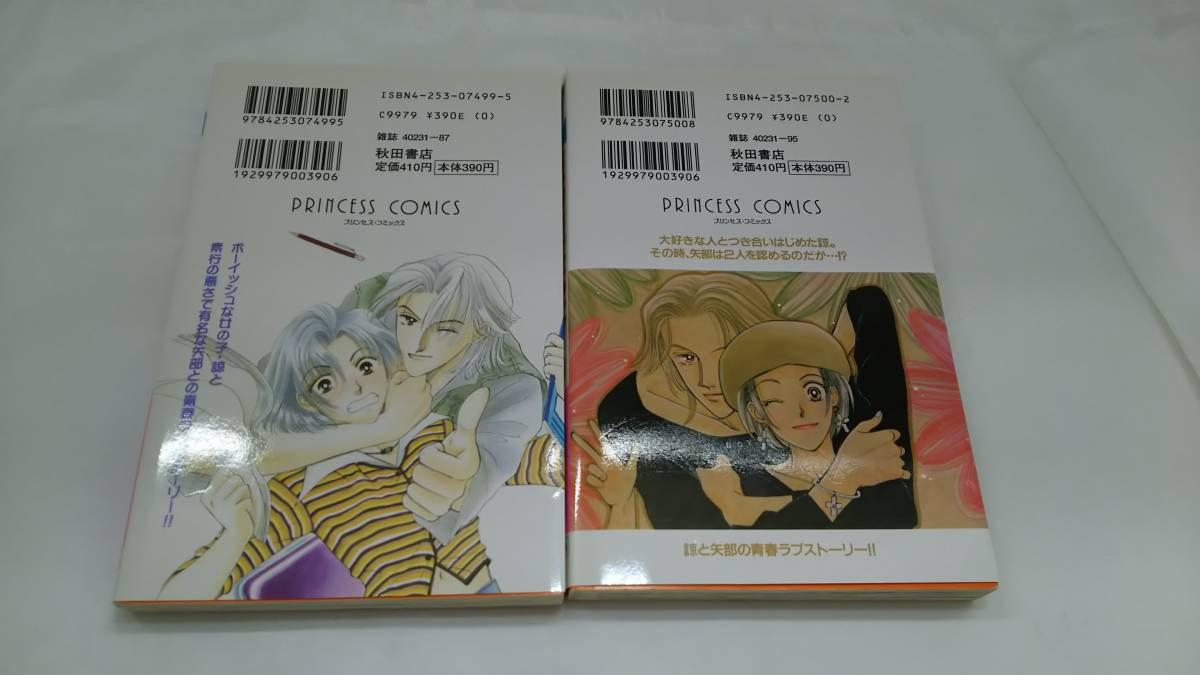 ISBN4-253-07499-5
9784253074995
C9979 ¥390E (0)
雑誌 40231-87
秋田書店
定価410円 本体390円
1929979003906
PRINCESS COMICS
プリンセス・コミックス
ボーイッシュな女の子・諒と
素行の悪さで有名な矢部との青春
リー!!
ISBN4-253-07500-2
9784253075008
C9979 ¥390E (0)
雑誌 40231-95
秋田書店
定価410円 本体390円
1929979003906
PRINCESS COMICS
プリンセス・コミックス
大好きな人とつき合いはじめた諒。
その時、矢部は2人を認めるのだか…!?
諒と矢部の青春ラブストーリー!!